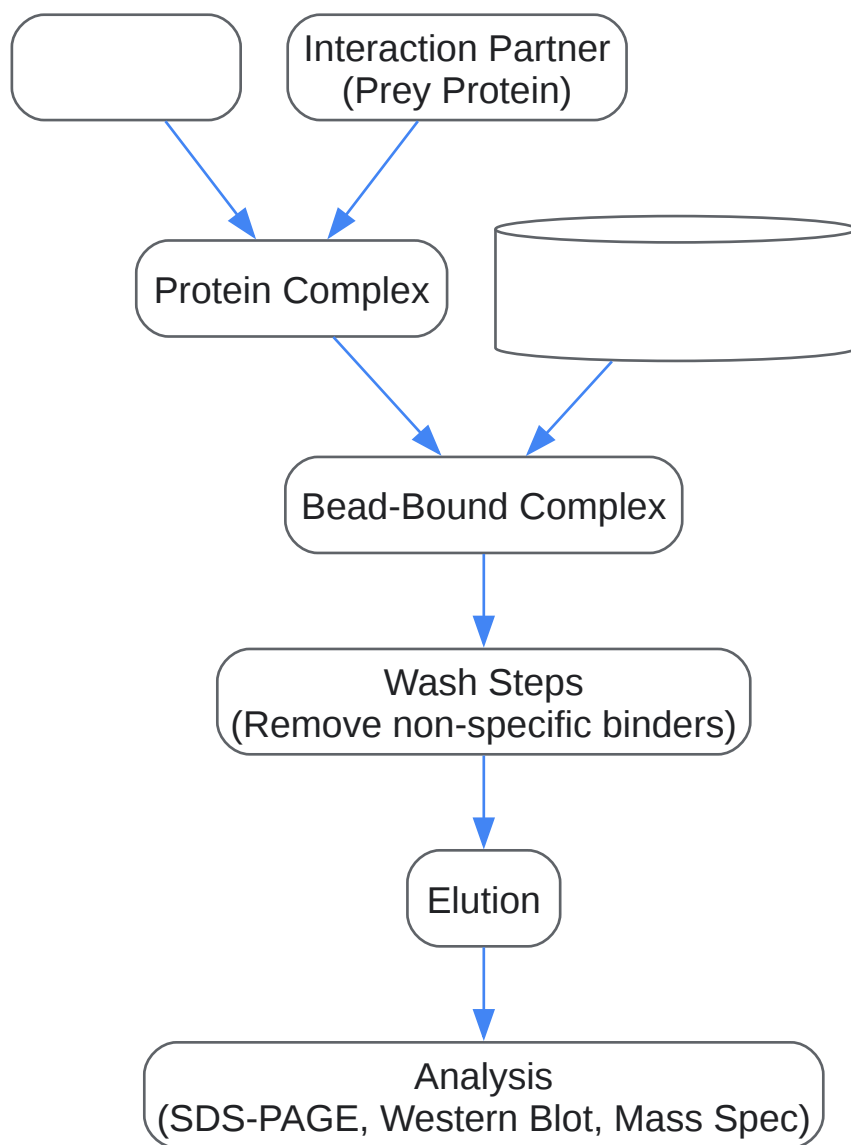 Interaction Partner
(Prey Protein)
Protein Complex
Bead-Bound Complex
Wash Steps
(Remove non-specific binders)
Elution
Analysis
(SDS-PAGE, Western Blot, Mass Spec)